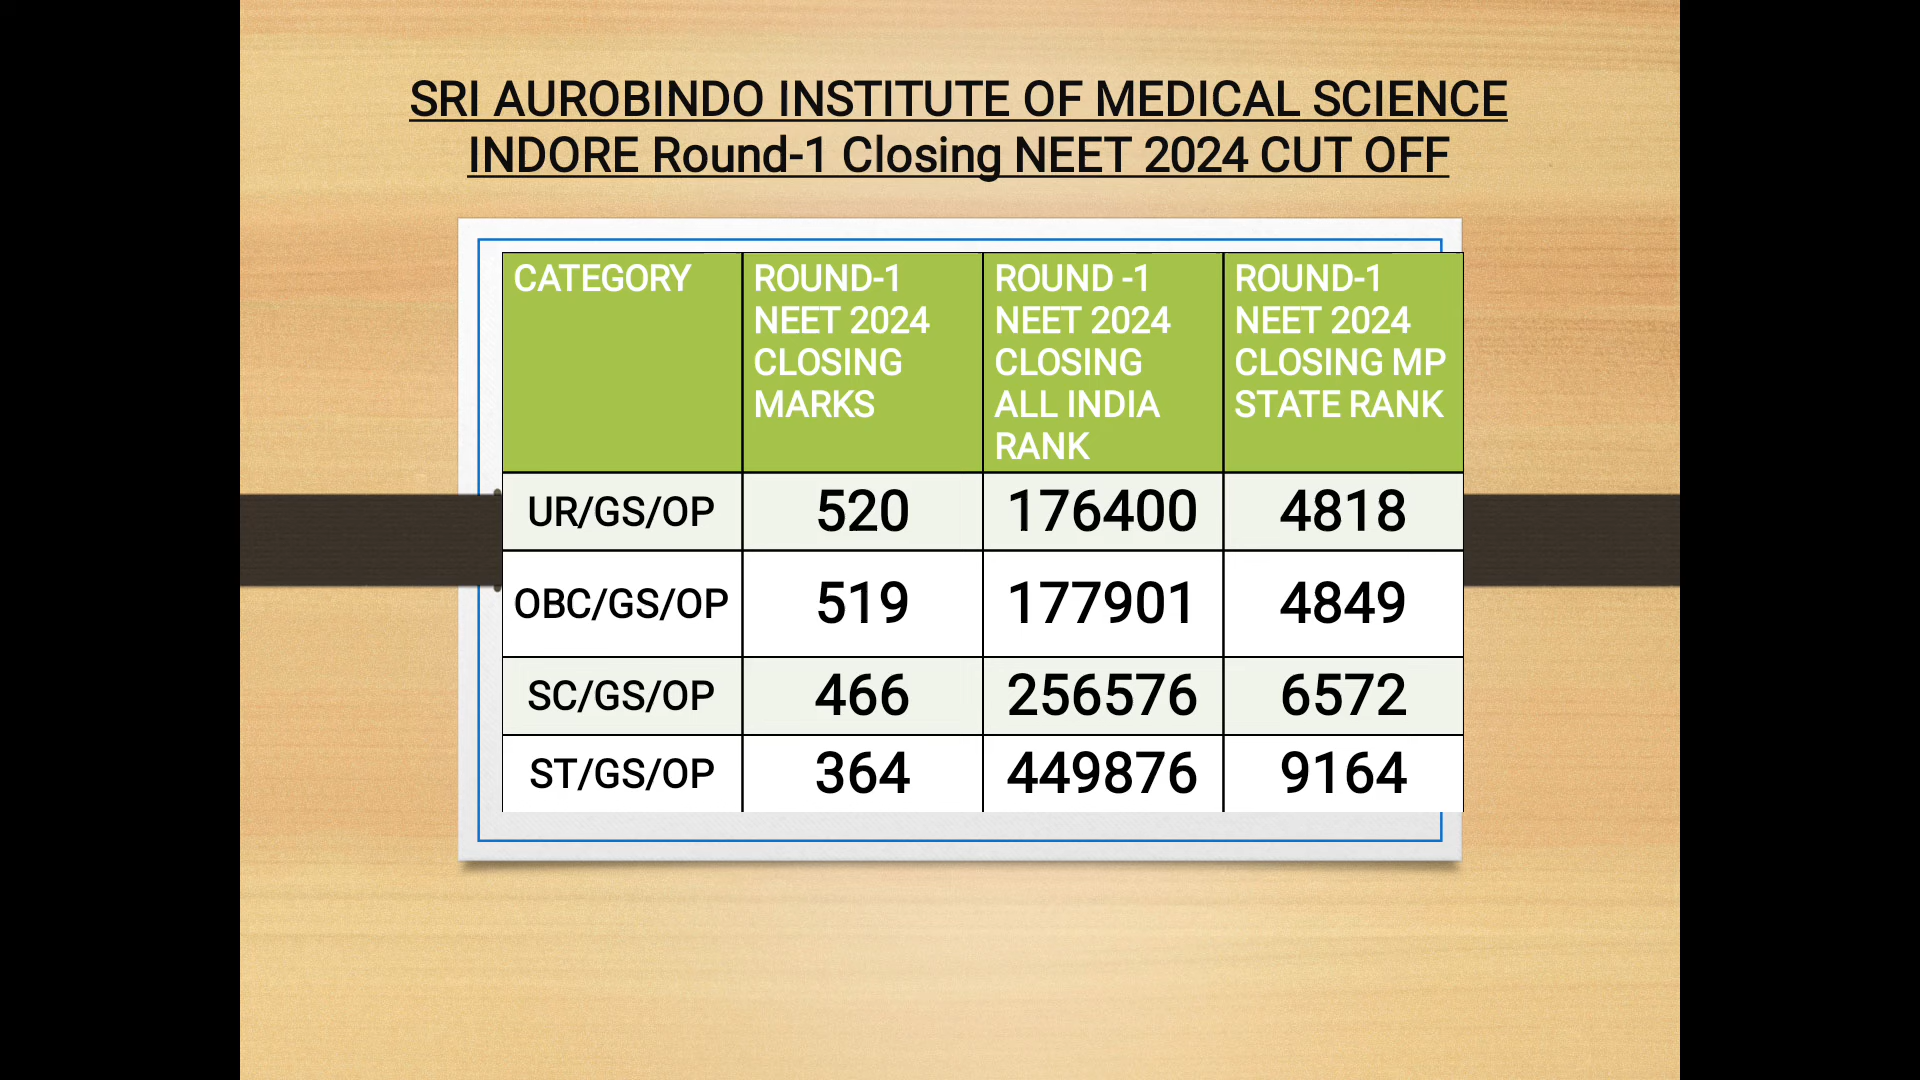 SRI AUROBINDO INSTITUTE OF MEDICAL SCIENCE
INDORE Round-1 Closing NEET 2024 CUT OFF
CATEGORY
ROUND-1
NEET 2024
CLOSING
MARKS
ROUND -1
NEET 2024
CLOSING
ALL INDIA
RANK
ROUND-1
NEET 2024
CLOSING MP
STATE RANK
UR/GS/OP 520 176400 4818
OBC/GS/OP 519 177901 4849
SC/GS/OP 466 256576 6572
ST/GS/OP 364 449876 9164